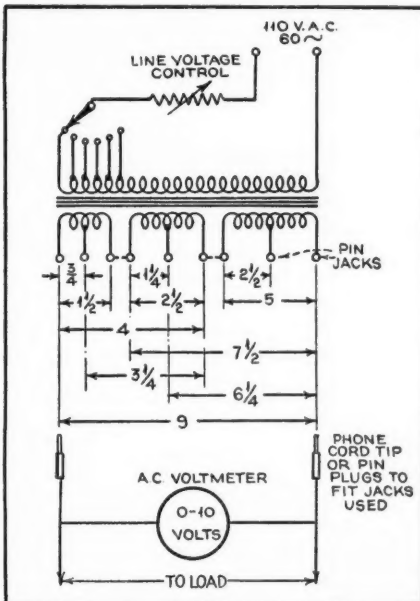 110 V. A.C.
60 ~
LINE VOLTAGE
CONTROL
PIN
JACKS
3/4
1 1/4
2 1/2
1 1/2
2 1/2
5
4
7 1/2
3 1/4
6 1/4
9
PHONE
CORD TIP
OR PIN
PLUGS TO
FIT JACKS
USED
A.C. VOLTMETER
0-10
VOLTS
TO LOAD